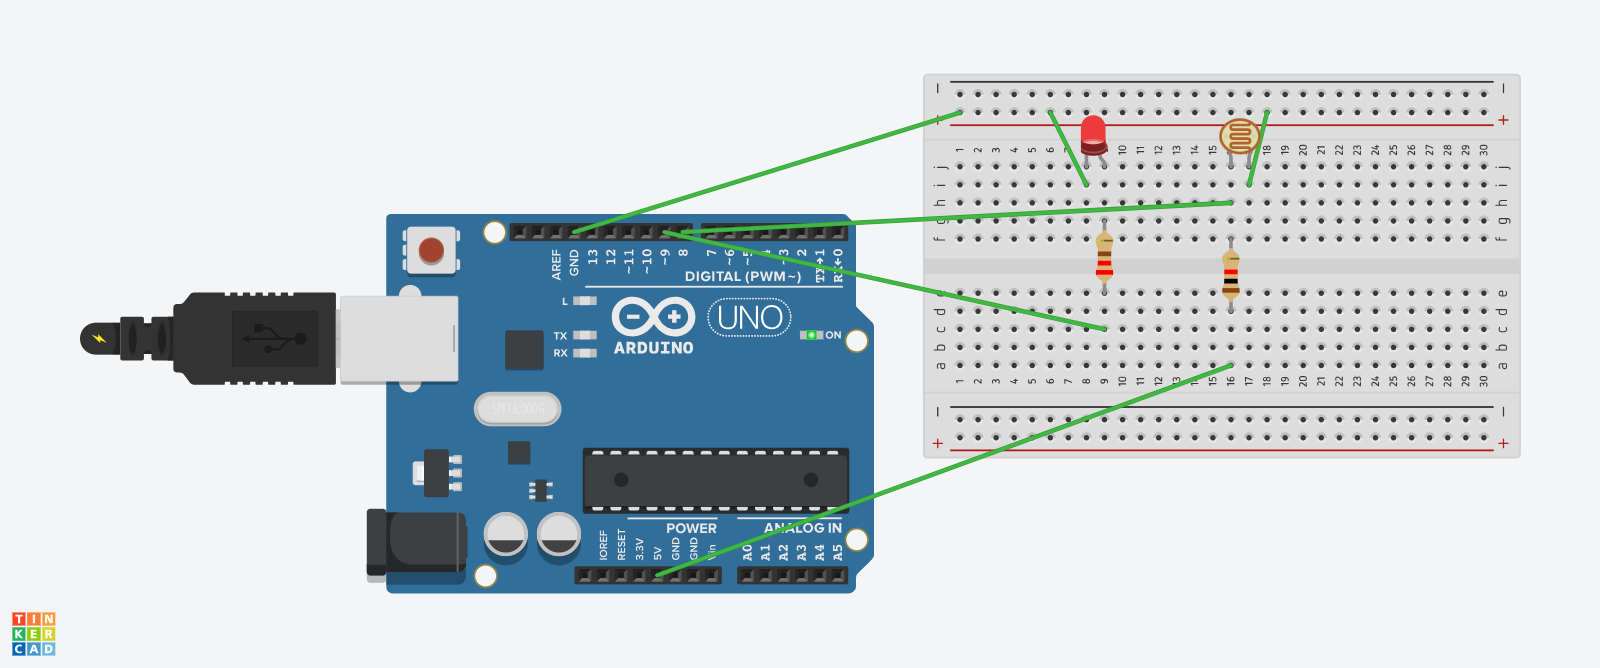 − −
+ +
1 2 3 4 5 6 7 10 11 12 13 14 15 18 19 20 21 22 23 24 25 26 27 28 29 30
j j
i i
h h
g g
f f
AREF
GND
13
12
~11
~10
~9
8
7
~6
~5
~3
2
TX→1
RX←0
DIGITAL (PWM~)
L
TX
RX
ARDUINO
UNO
ON
SPK16.000G
e
d d
c c
b b
a a
1 2 3 4 5 6 7 8 9 10 11 12 13 14 15 16 17 18 19 20 21 22 23 24 25 26 27 28 29 30
− −
+ +
POWER
ANALOG IN
IOREF
RESET
3.3V
5V
GND
GND
Vin
A0
A1
A2
A3
A4
A5
TIN
KER
CAD